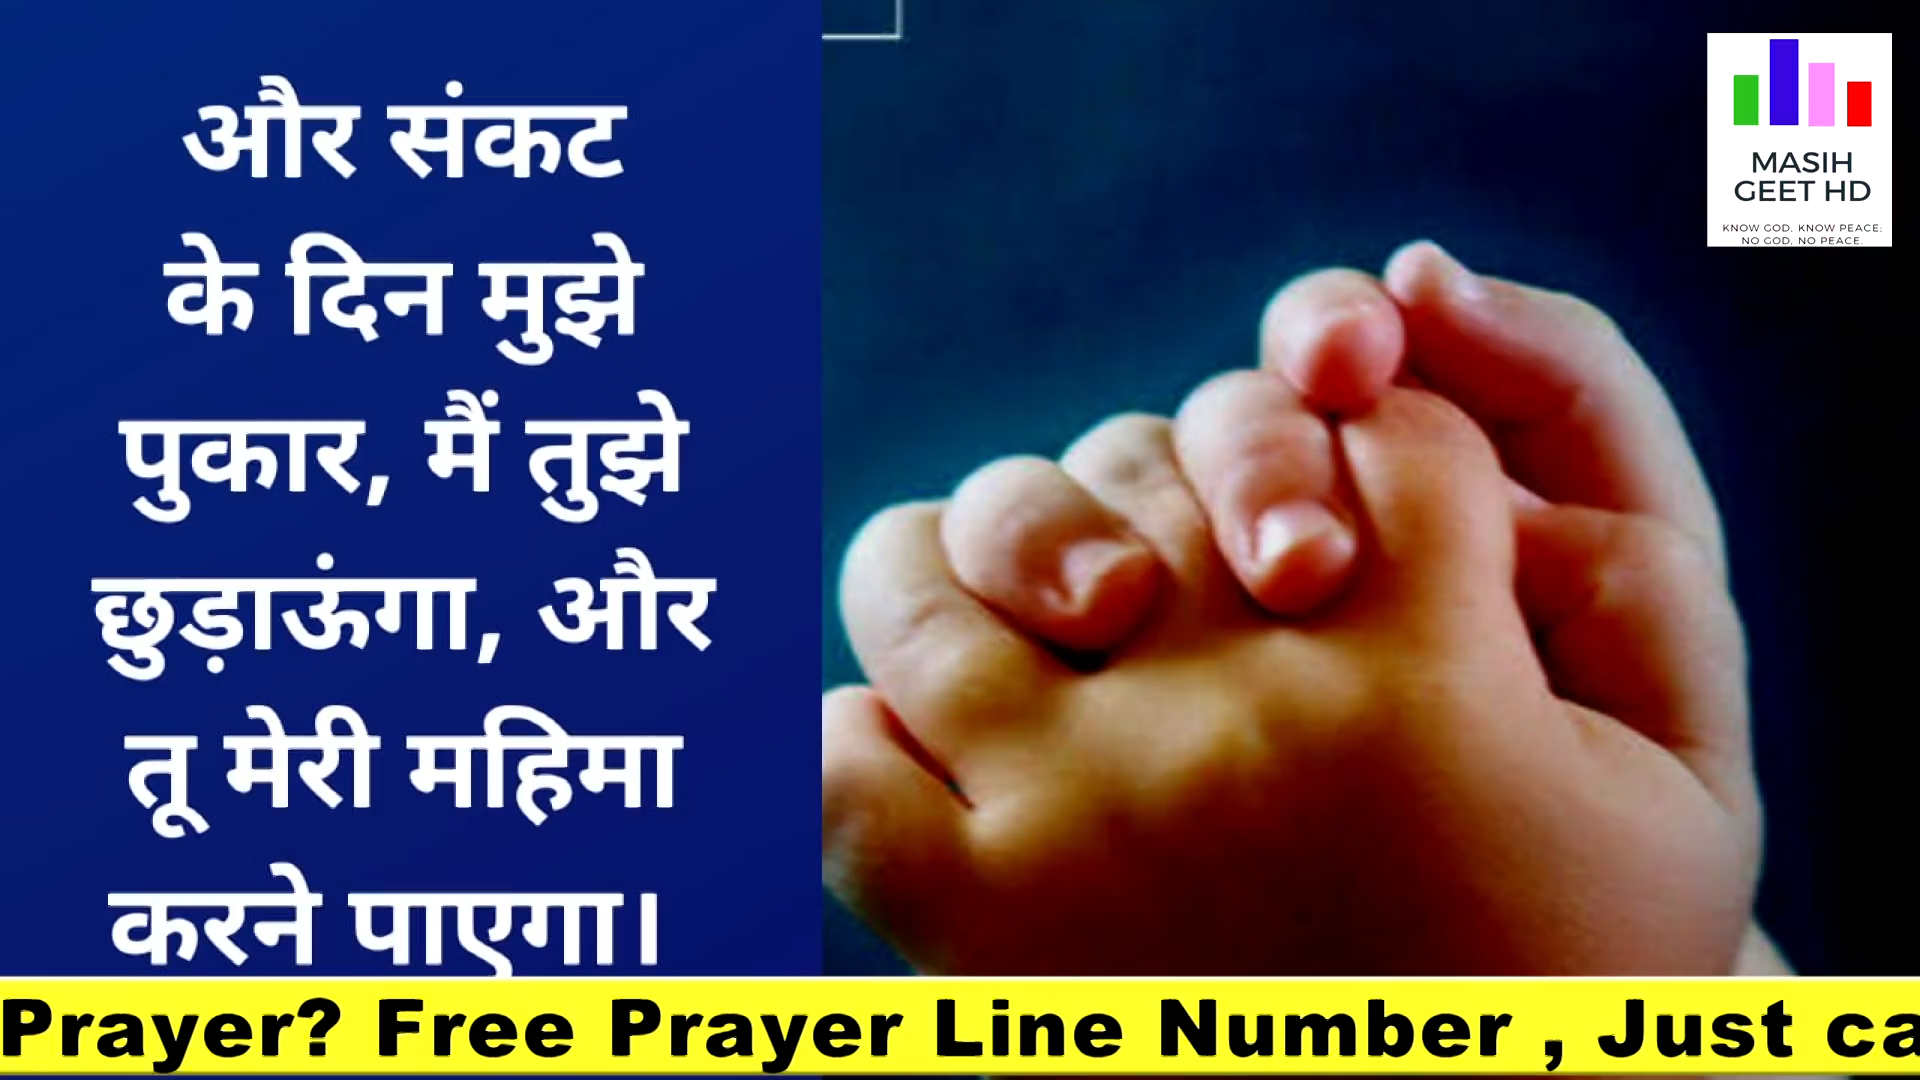 और संकट
के दिन मुझे
पुकार, मैं तुझे
छुड़ाऊंगा, और
तू मेरी महिमा
करने पाएगा।
MASIH
GEET HD
KNOW GOD, KNOW PEACE;
NO GOD, NO PEACE.
Prayer? Free Prayer Line Number , Just ca